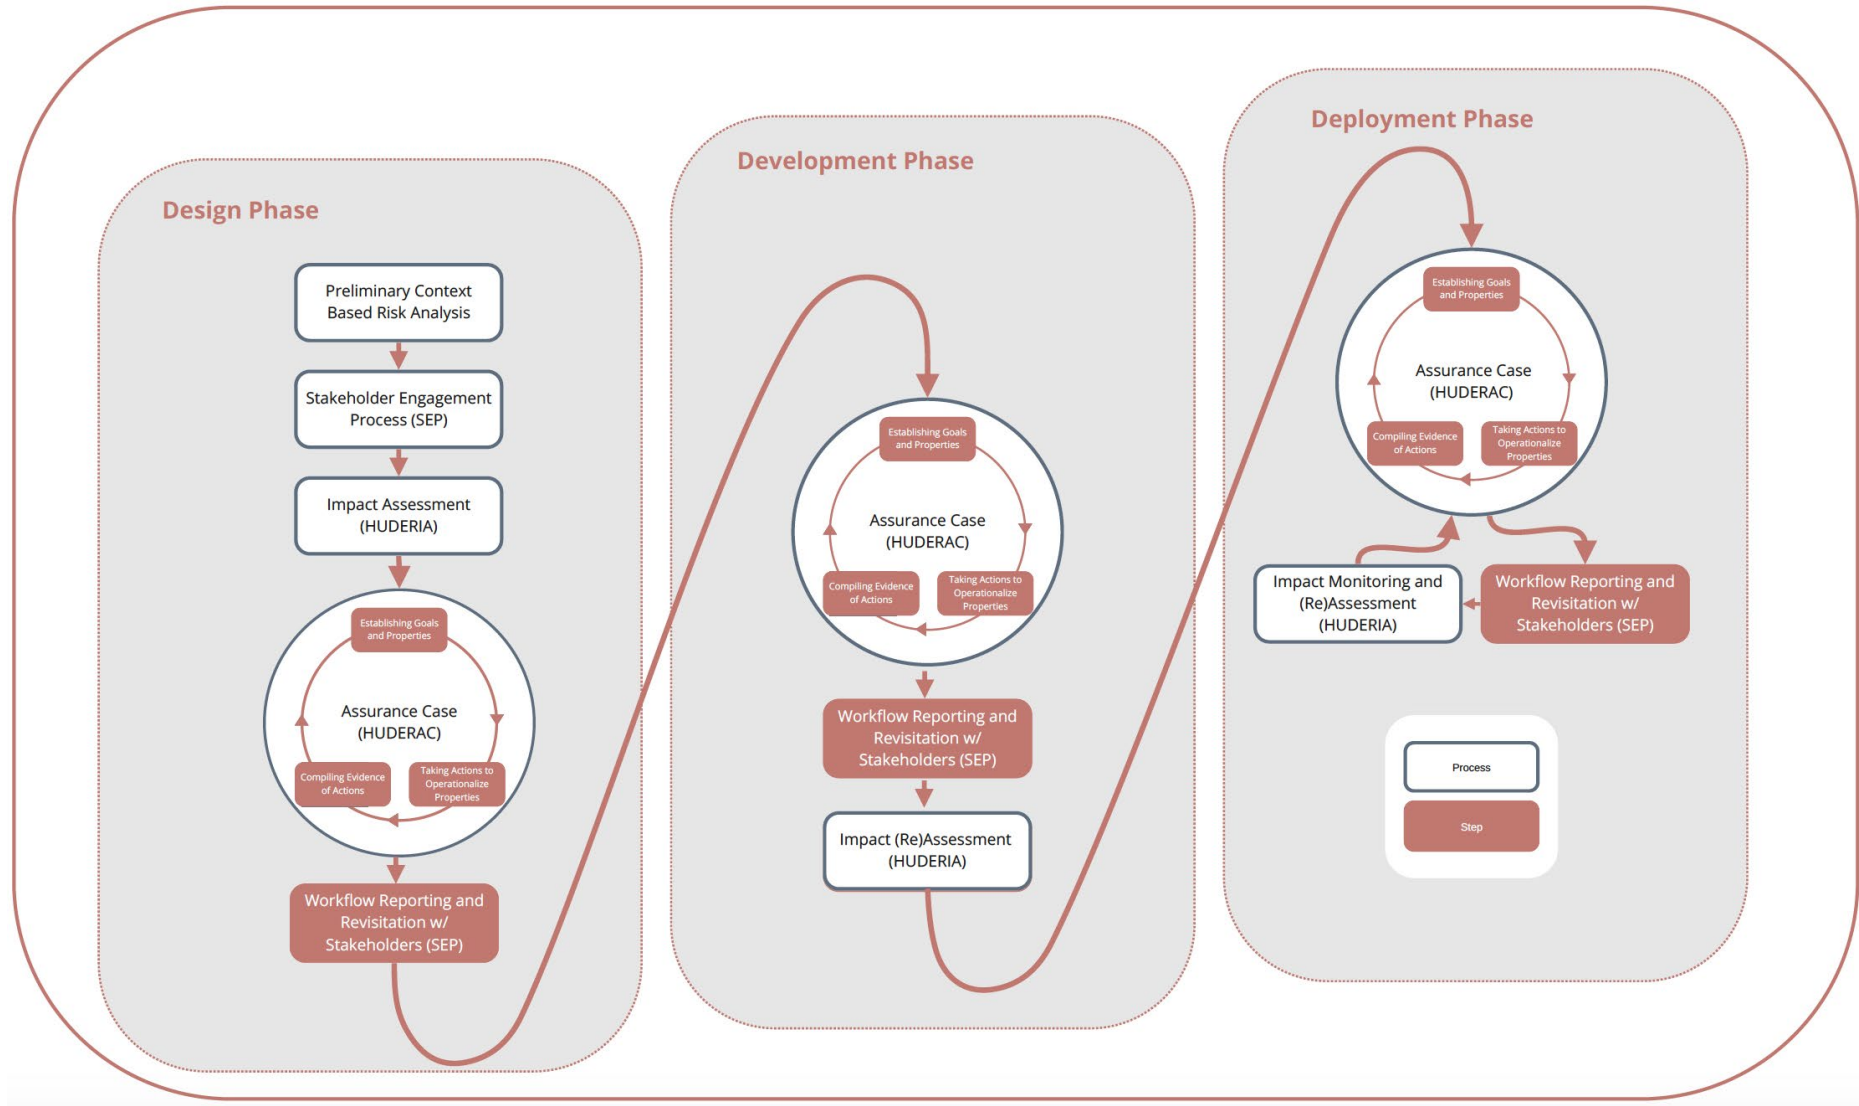 Design Phase
Preliminary Context
Based Risk Analysis
Stakeholder Engagement
Process (SEP)
Impact Assessment
(HUDERIA)
Establishing Goals
and Properties
Assurance Case
(HUDERAC)
Compiling Evidence
of Actions
Taking Actions to
Operationalize
Properties
Workflow Reporting and
Revisitation w/
Stakeholders (SEP)
Development Phase
Establishing Goals
and Properties
Assurance Case
(HUDERAC)
Compiling Evidence
of Actions
Taking Actions to
Operationalize
Properties
Workflow Reporting and
Revisitation w/
Stakeholders (SEP)
Impact (Re)Assessment
(HUDERIA)
Deployment Phase
Establishing Goals
and Properties
Assurance Case
(HUDERAC)
Compiling Evidence
of Actions
Taking Actions to
Operationalize
Properties
Impact Monitoring and
(Re)Assessment
(HUDERIA)
Workflow Reporting and
Revisitation w/
Stakeholders (SEP)
Process
Step